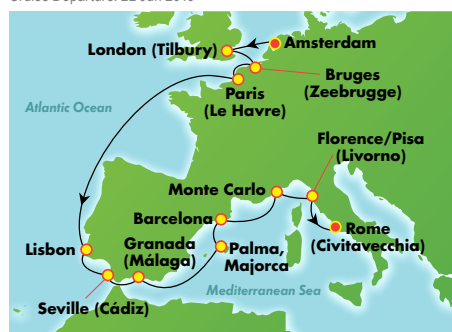 London (Tilbury)
Amsterdam
Bruges
(Zeebrugge)
Paris
(Le Havre)
Atlantic Ocean
Florence/Pisa
(Livorno)
Monte Carlo
Barcelona
Rome
(Civitavecchia)
Lisbon
Granada
(Málaga)
Palma,
Majorca
Seville (Cádiz)
Mediterranean Sea